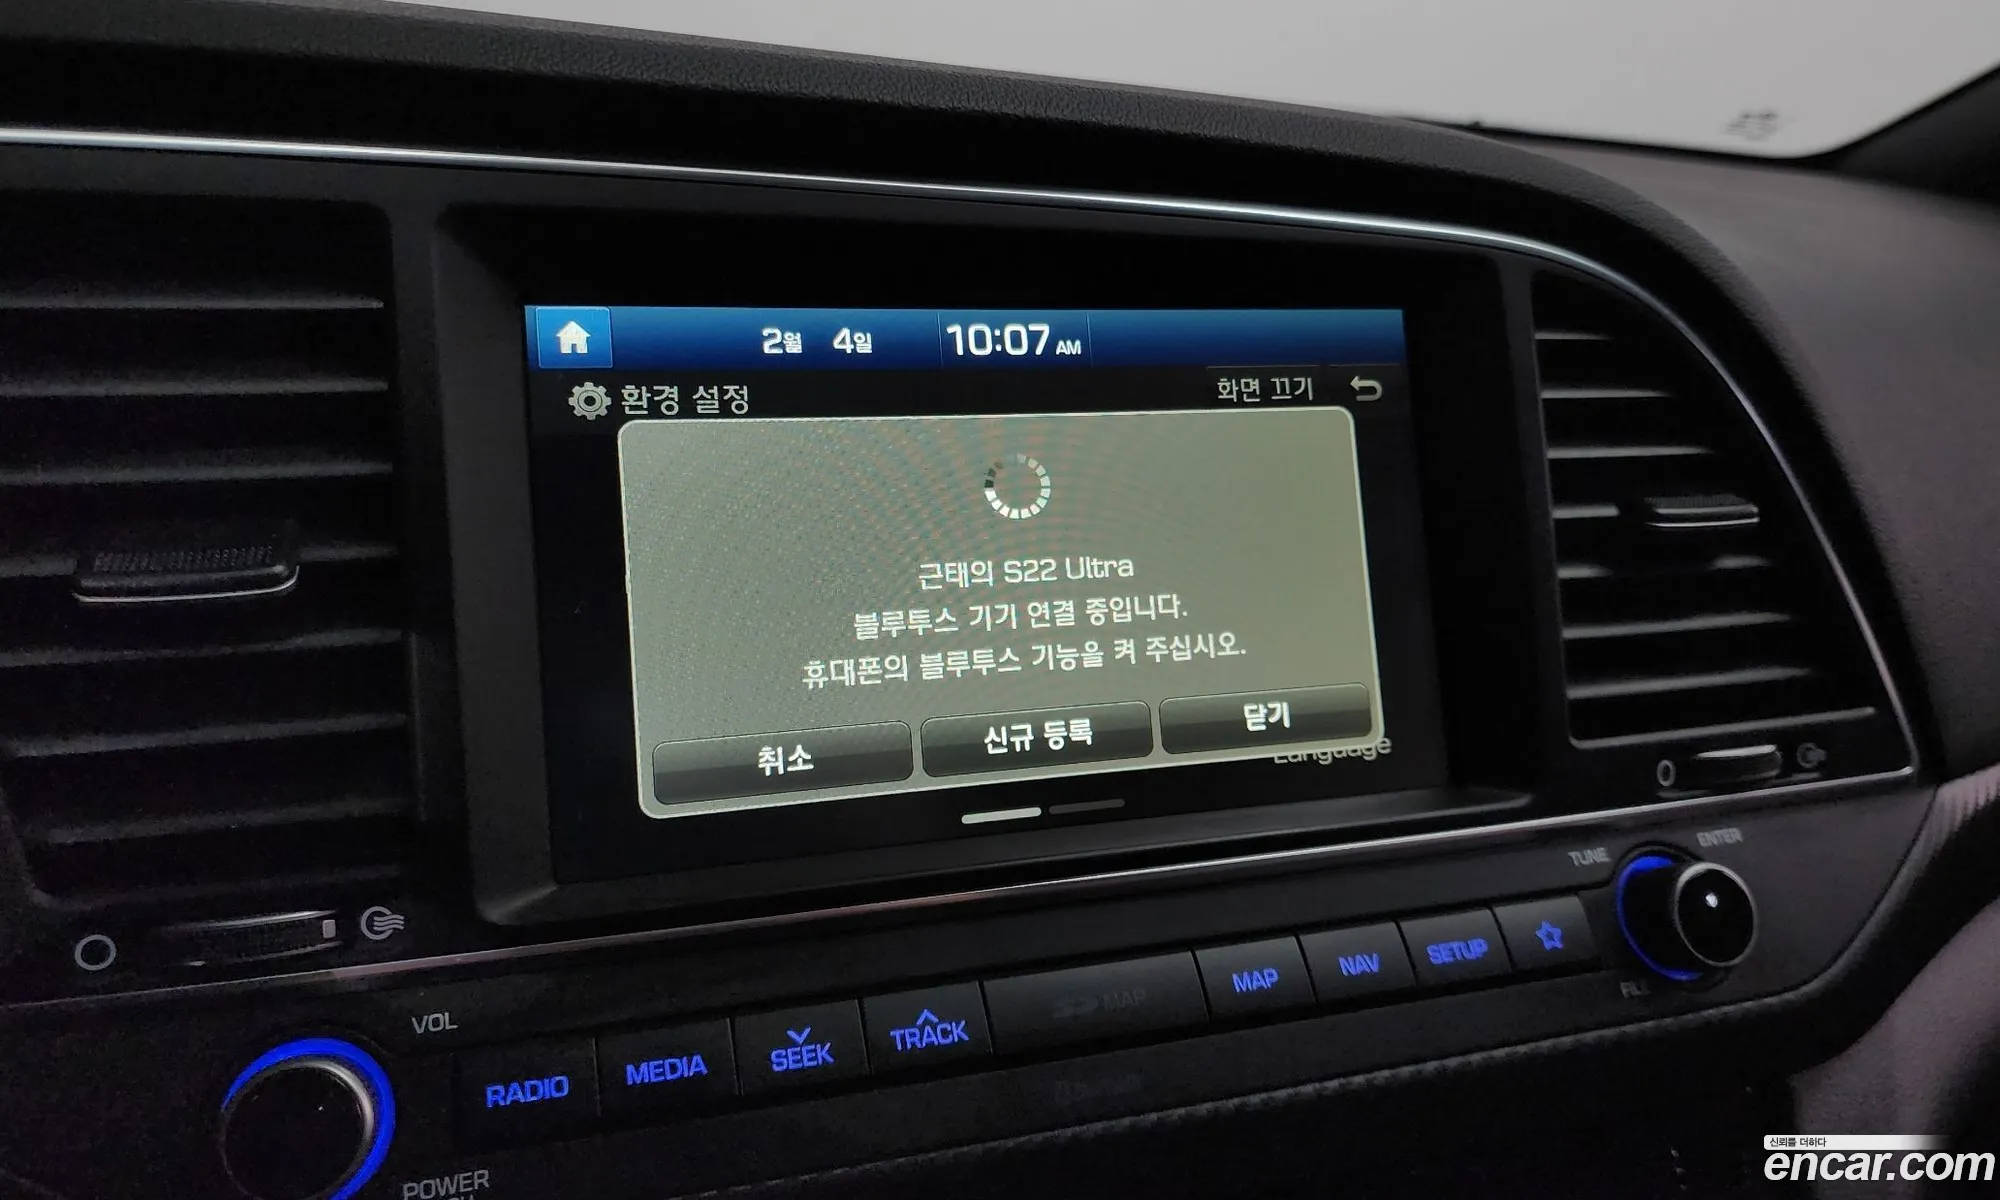 2월 4일 10:07 AM
환경 설정
화면 끄기
근태의 S22 Ultra
블루투스 기기 연결 중입니다.
휴대폰의 블루투스 기능을 켜 주십시오.
취소
신규 등록
닫기
Language
VOL
RADIO
MEDIA
SEEK
TRACK
MAP
MAP
NAV
SETUP
TUNE
ENTER
FILE
POWER
신뢰를 더하다
encar.com